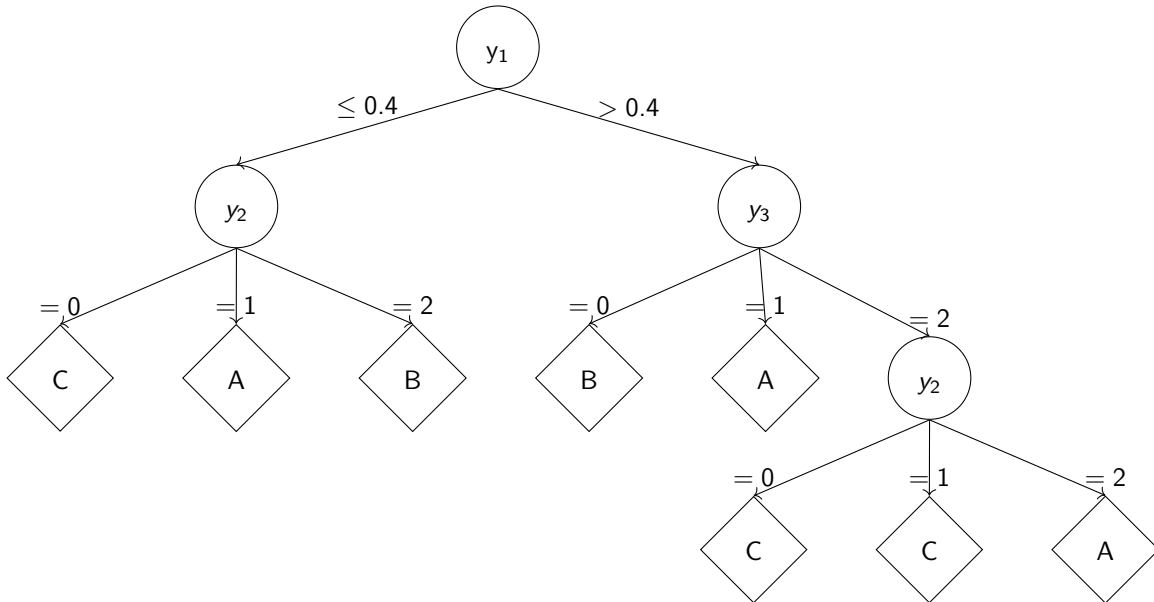 y₁
≤ 0.4 > 0.4
y₂ y₃
= 0 = 1 = 2 = 0 = 1 = 2
C A B B A y₂
= 0 = 1 = 2
C C A